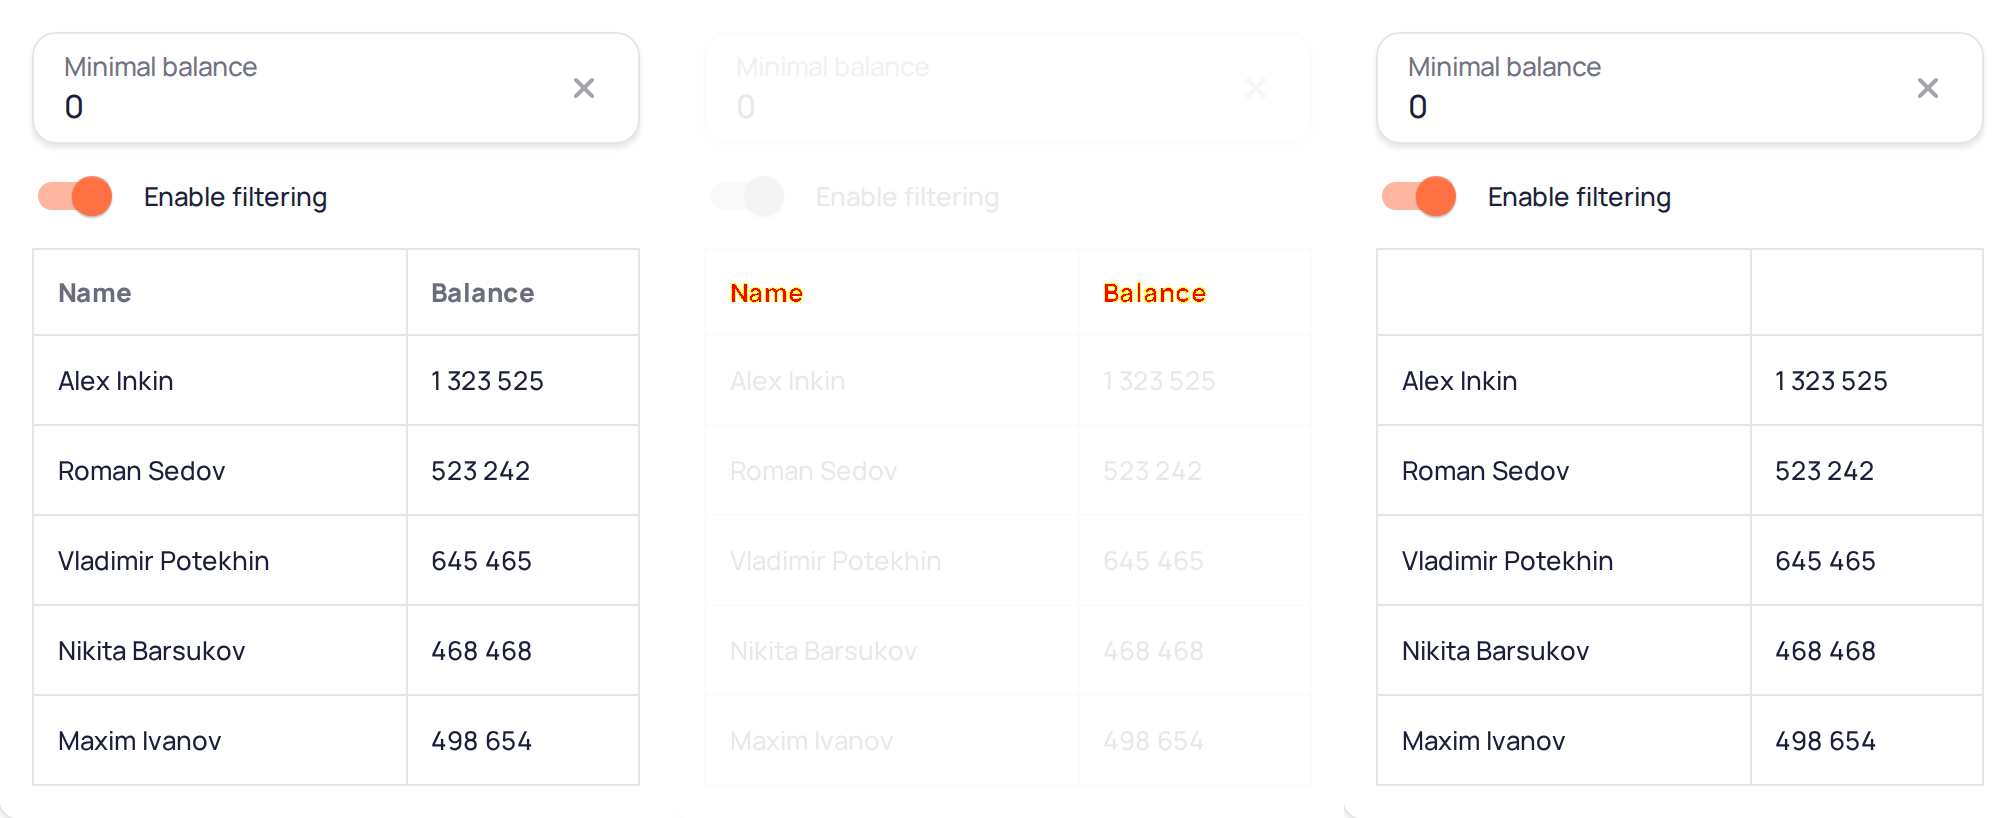 Minimal balance
0
Enable filtering
Name Balance
Alex Inkin 1 323 525
Roman Sedov 523 242
Vladimir Potekhin 645 465
Nikita Barsukov 468 468
Maxim Ivanov 498 654
Minimal balance
0
Enable filtering
Name Balance
Alex Inkin 1 323 525
Roman Sedov 523 242
Vladimir Potekhin 645 465
Nikita Barsukov 468 468
Maxim Ivanov 498 654
Minimal balance
0
Enable filtering
Alex Inkin 1 323 525
Roman Sedov 523 242
Vladimir Potekhin 645 465
Nikita Barsukov 468 468
Maxim Ivanov 498 654